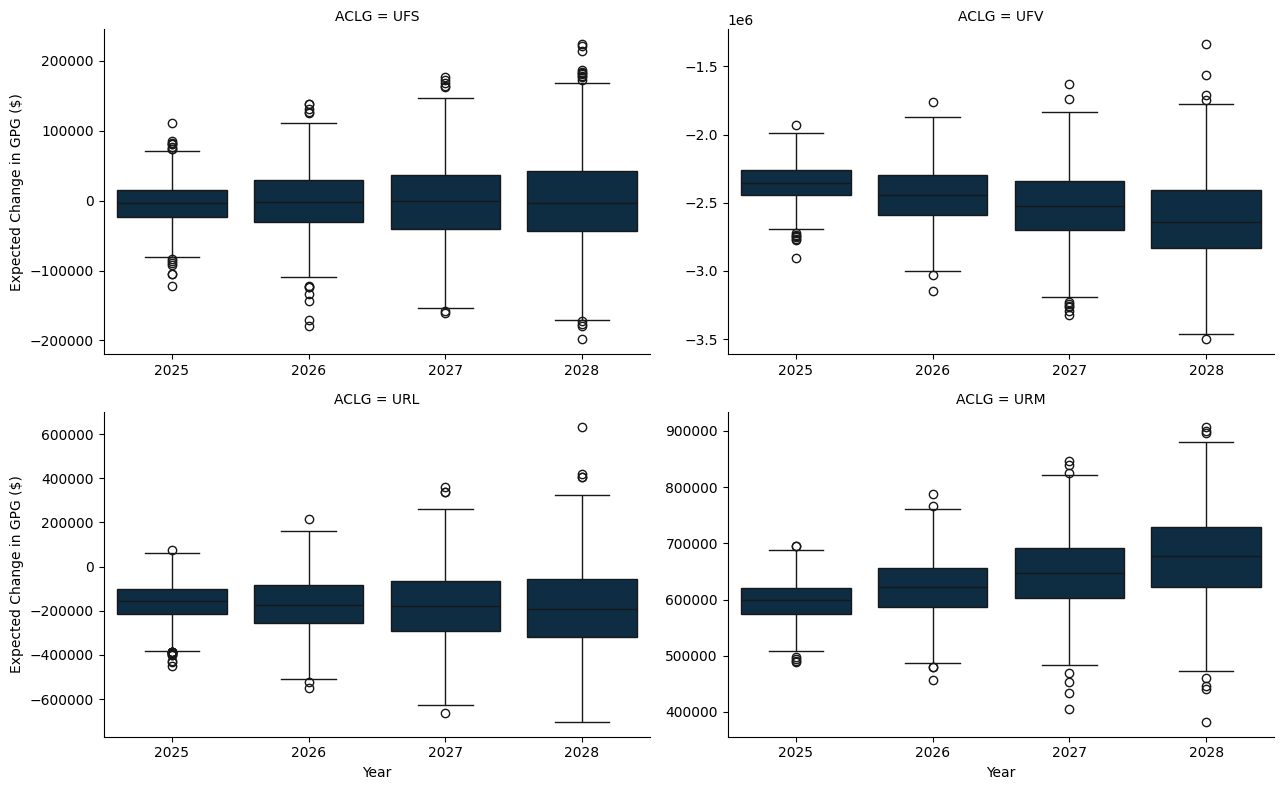 ACLG = UFS
Expected Change in GPG ($)
200000
100000
0
−100000
−200000
2025 2026 2027 2028
ACLG = UFV
1e6
−1.5
−2.0
−2.5
−3.0
−3.5
2025 2026 2027 2028
ACLG = URL
Expected Change in GPG ($)
600000
400000
200000
0
−200000
−400000
−600000
2025 2026 2027 2028
Year
ACLG = URM
900000
800000
700000
600000
500000
400000
2025 2026 2027 2028
Year